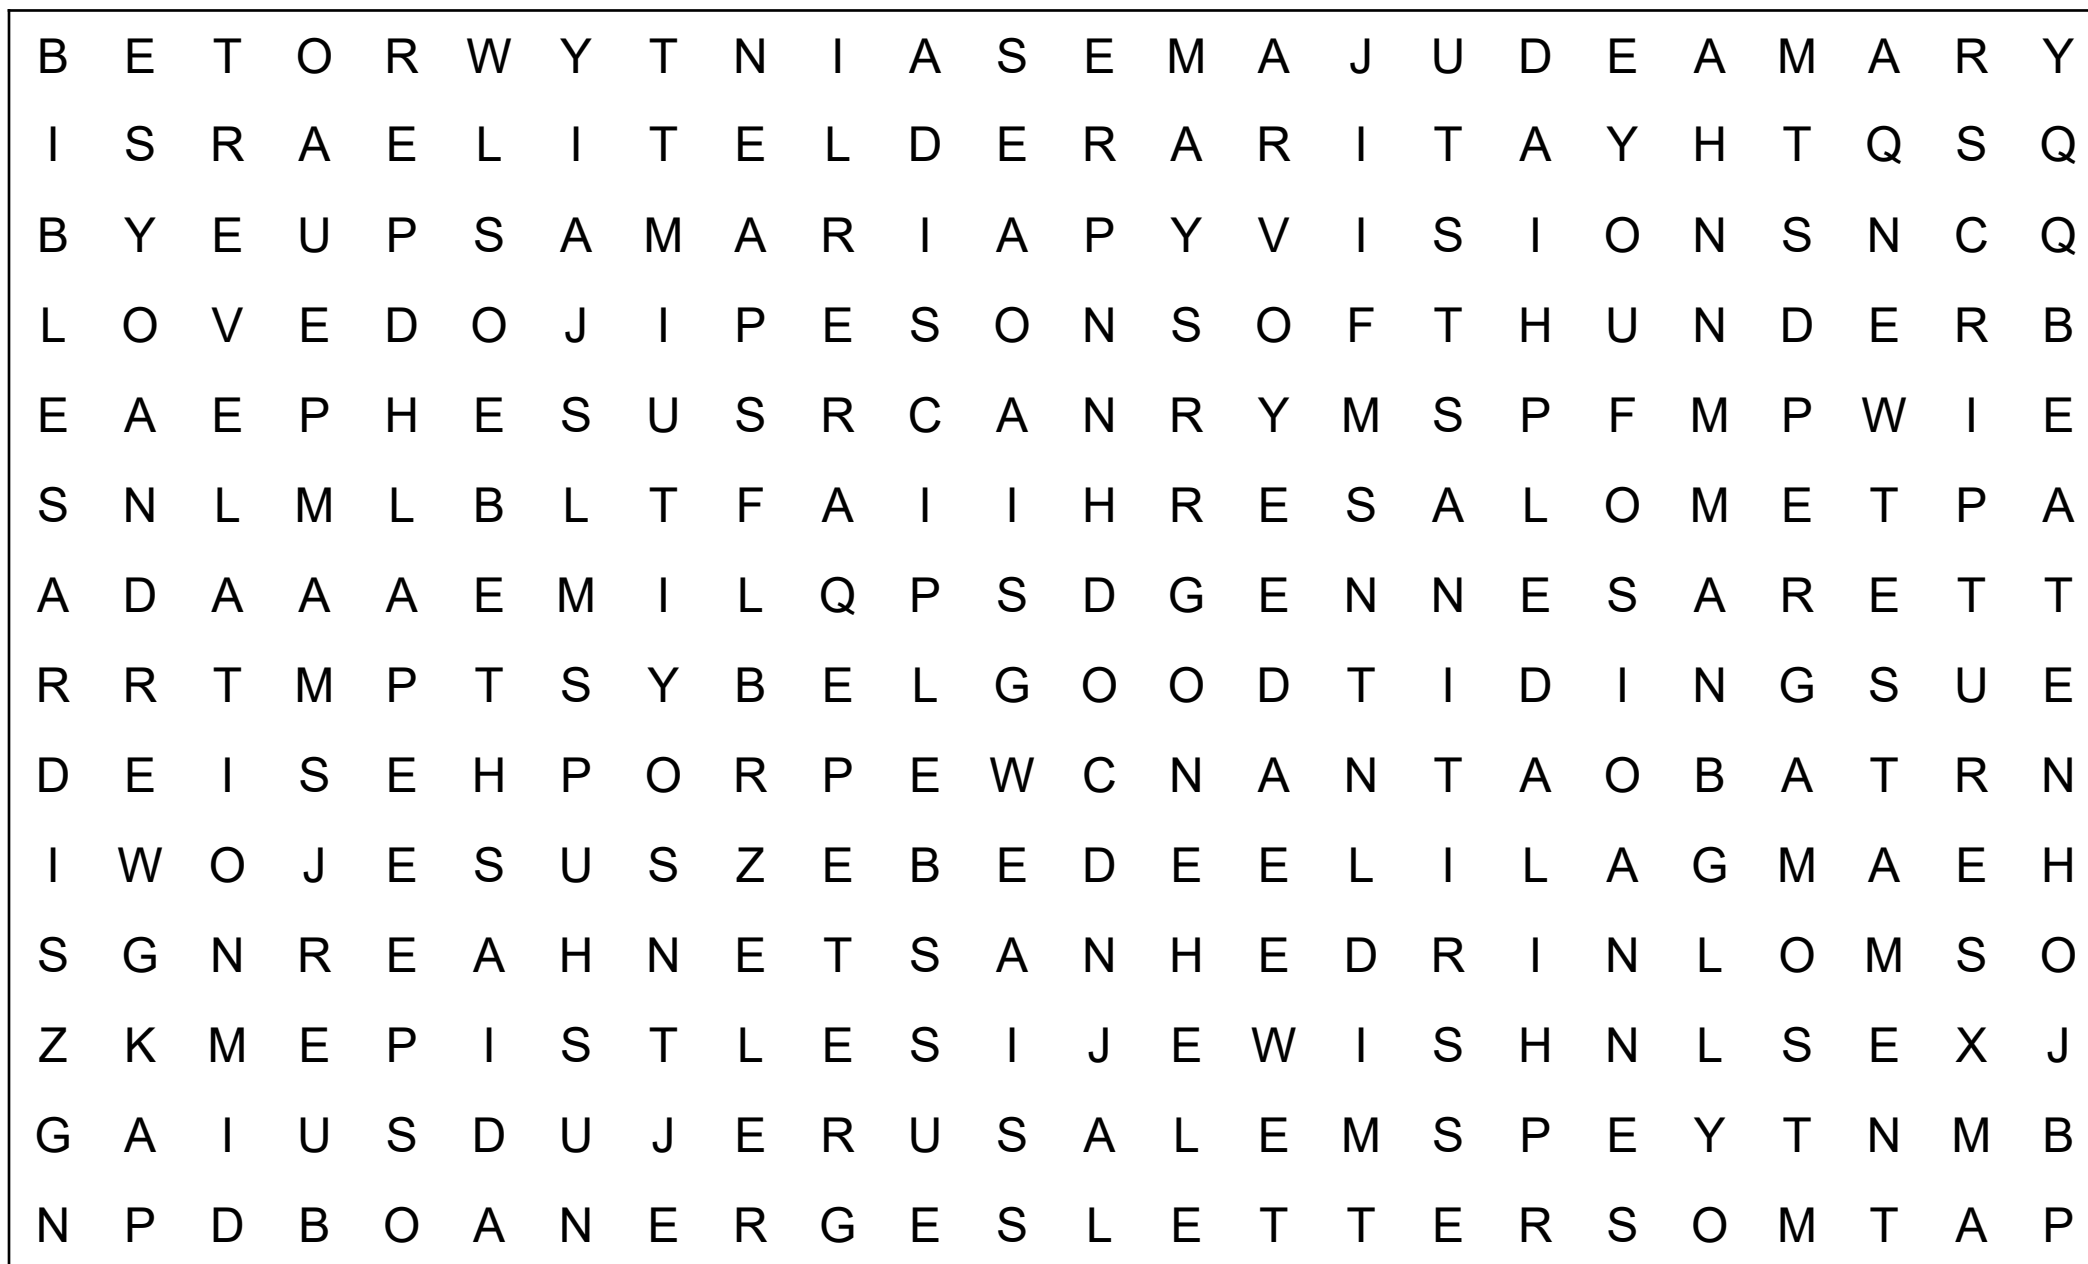 B E T O R W Y T N I A S E M A J U D E A M A R Y
I S R A E L I T E L D E R A R I T A Y H T Q S Q
B Y E U P S A M A R I A P Y V I S I O N S N C Q
L O V E D O J I P E S O N S O F T H U N D E R B
E A E P H E S U S R C A N R Y M S P F M P W I E
S N L M L B L T F A I I H R E S A L O M E T P A
A D A A A E M I L Q P S D G E N N E S A R E T T
R R T M P T S Y B E L G O O D T I D I N G S U E
D E I S E H P O R P E W C N A N T A O B A T R N
I W O J E S U S Z E B E D E E L I L A G M A E H
S G N R E A H N E T S A N H E D R I N L O M S O
Z K M E P I S T L E S I J E W I S H N L S E X J
G A I U S D U J E R U S A L E M S P E Y T N M B
N P D B O A N E R G E S L E T T E R S O M T A P